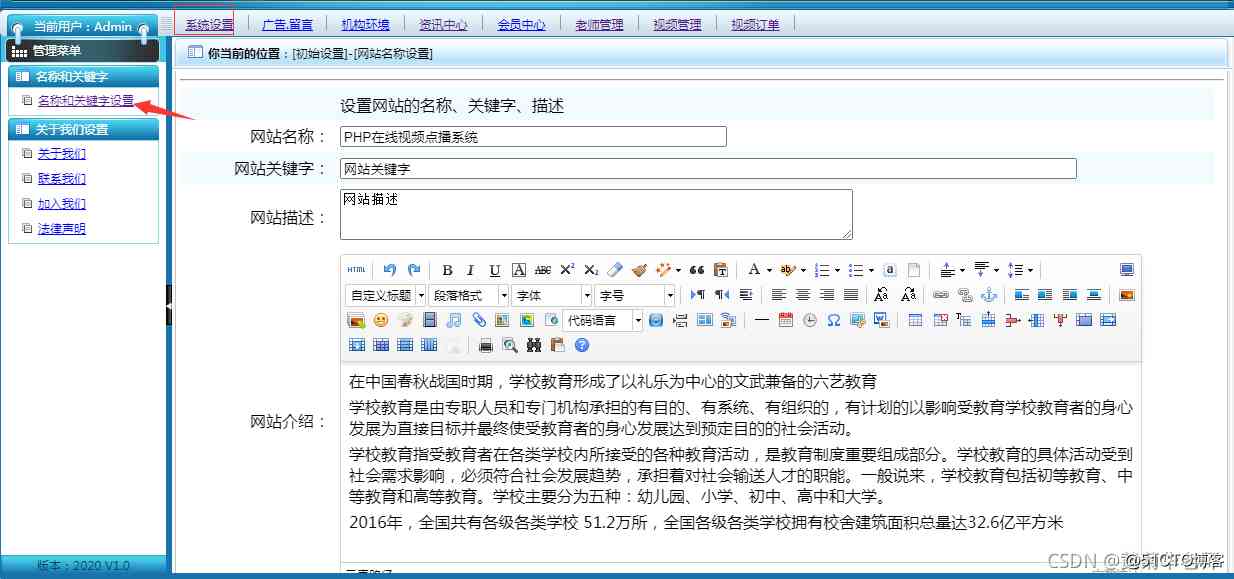 当前用户：Admin
系统设置 广告.留言 机构环境 资讯中心 会员中心 老师管理 视频管理 视频订单
管理菜单
你当前的位置：[初始设置]-[网站名称设置]
名称和关键字
名称和关键字设置
关于我们设置
关于我们
联系我们
加入我们
法律声明
版本：2020 V1.0
设置网站的名称、关键字、描述
网站名称： PHP在线视频点播系统
网站关键字： 网站关键字
网站描述： 网站描述
HTML
自定义标题 段落格式 字体 字号
代码语言
网站介绍：
在中国春秋战国时期，学校教育形成了以礼乐为中心的文武兼备的六艺教育
学校教育是由专职人员和专门机构承担的有目的、有系统、有组织的，有计划的以影响受教育学校教育者的身心
发展为直接目标并最终使受教育者的身心发展达到预定目的的社会活动。
学校教育指受教育者在各类学校内所接受的各种教育活动，是教育制度重要组成部分。学校教育的具体活动受到
社会需求影响，必须符合社会发展趋势，承担着对社会输送人才的职能。一般说来，学校教育包括初等教育、中
等教育和高等教育。学校主要分为五种：幼儿园、小学、初中、高中和大学。
2016年，全国共有各级各类学校 51.2万所，全国各级各类学校拥有校舍建筑面积总量达32.6亿平方米
CSDN
@51CTO博客